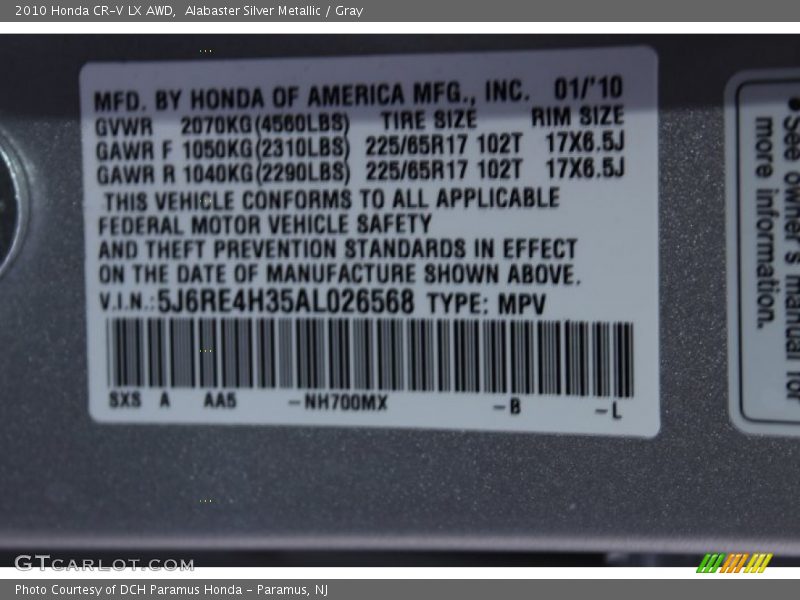 2010 Honda CR-V LX AWD,  Alabaster Silver Metallic / Gray
MFD. BY HONDA OF AMERICA MFG., INC. 01/'10
GVWR 2070KG(4560LBS) TIRE SIZE RIM SIZE
GAWR F 1050KG(2310LBS) 225/65R17 102T 17X6.5J
GAWR R 1040KG(2290LBS) 225/65R17 102T 17X6.5J
THIS VEHICLE CONFORMS TO ALL APPLICABLE
FEDERAL MOTOR VEHICLE SAFETY
AND THEFT PREVENTION STANDARDS IN EFFECT
ON THE DATE OF MANUFACTURE SHOWN ABOVE.
V.I.N.: 5J6RE4H35AL026568 TYPE: MPV
SXS A AA5 -NH700MX -B -L
See owner's manual for
more information.
GTCARLOT.COM
Photo Courtesy of DCH Paramus Honda - Paramus, NJ